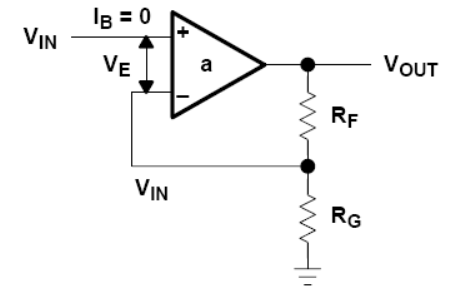 I_B = 0
V_IN
+
V_E
a
V_OUT
−
R_F
V_IN
R_G